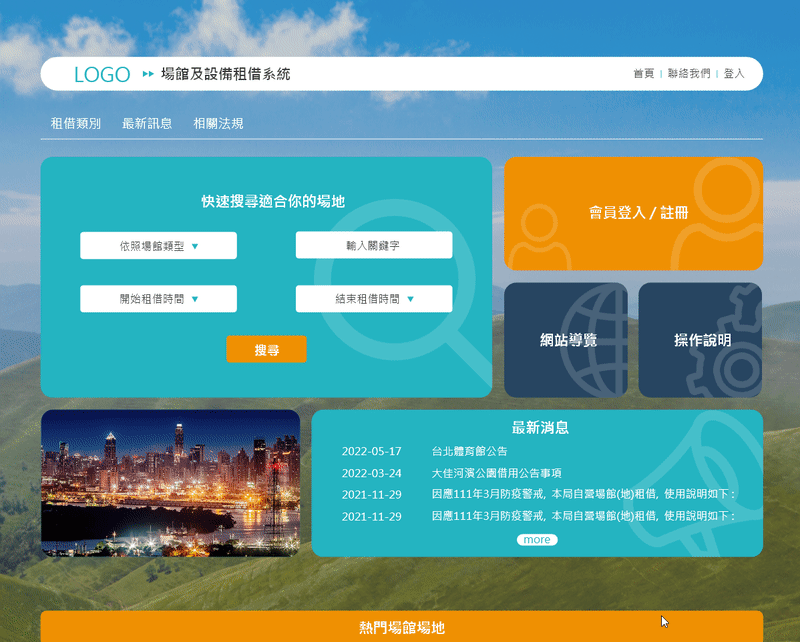 LOGO 場館及設備租借系統
首頁 | 聯絡我們 | 登入
租借類別 最新訊息 相關法規
快速搜尋適合你的場地
依照場館類型 ▼
輸入關鍵字
開始租借時間 ▼
結束租借時間 ▼
搜尋
會員登入 / 註冊
網站導覽
操作說明
最新消息
2022-05-17 台北體育館公告
2022-03-24 大佳河濱公園借用公告事項
2021-11-29 因應111年3月防疫警戒, 本局自營場館(地)租借, 使用說明如下 :
2021-11-29 因應111年3月防疫警戒, 本局自營場館(地)租借, 使用說明如下 :
more
熱門場館場地